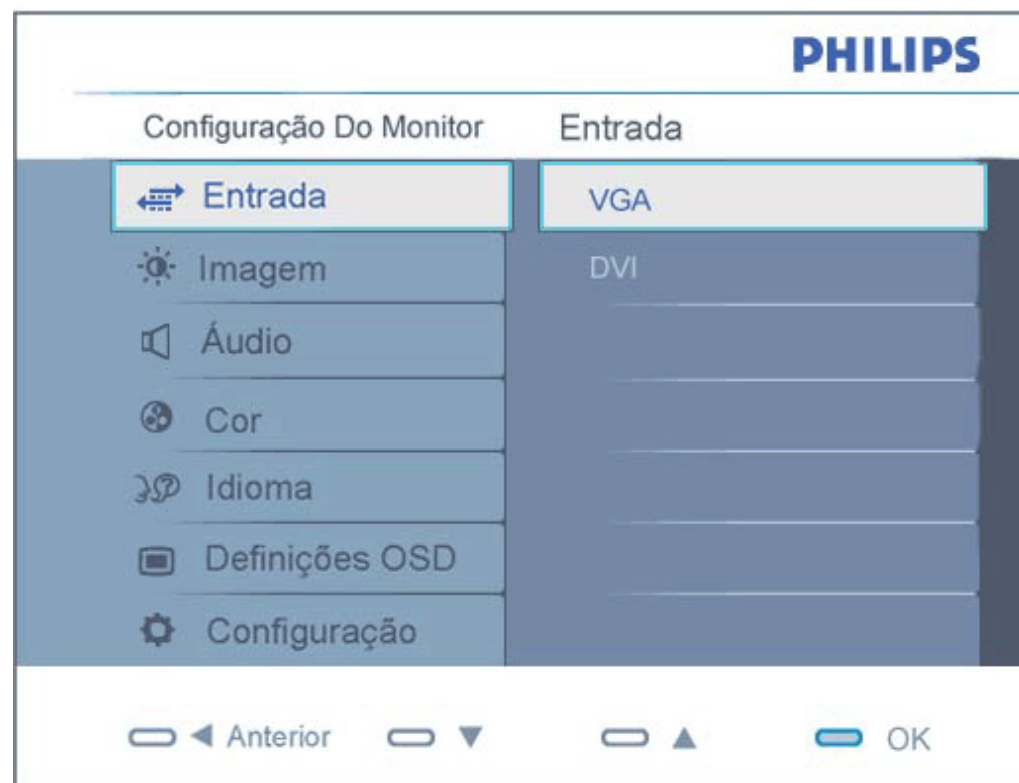 PHILIPS
Configuração Do Monitor
Entrada
Entrada
VGA
Imagem
DVI
Áudio
Cor
Idioma
Definições OSD
Configuração
Anterior
OK